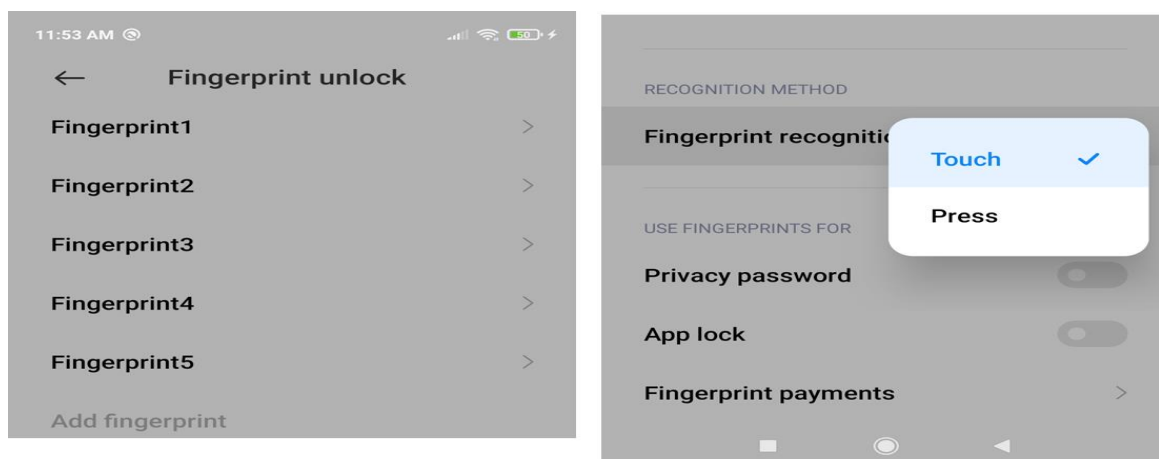 11:53 AM
50
Fingerprint unlock
Fingerprint1
Fingerprint2
Fingerprint3
Fingerprint4
Fingerprint5
Add fingerprint
RECOGNITION METHOD
Fingerprint recognitio
Touch
Press
USE FINGERPRINTS FOR
Privacy password
App lock
Fingerprint payments